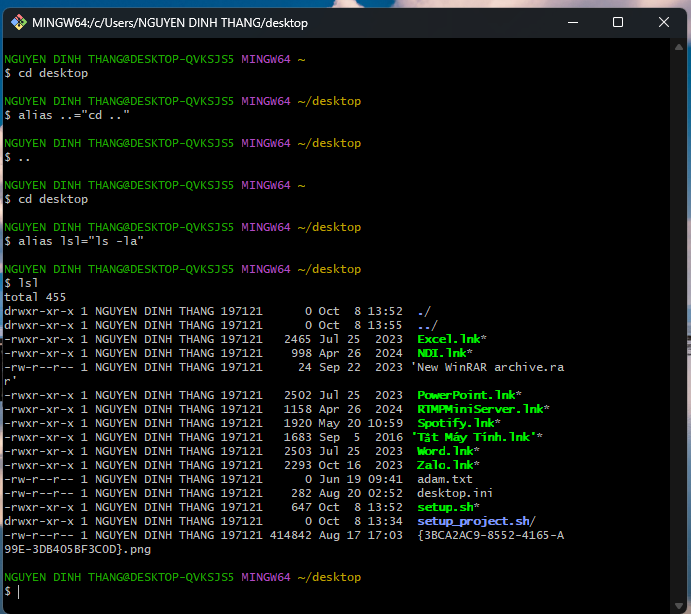 MINGW64:/c/Users/NGUYEN DINH THANG/desktop
NGUYEN DINH THANG@DESKTOP-QVKSJS5 MINGW64 ~
$ cd desktop
NGUYEN DINH THANG@DESKTOP-QVKSJS5 MINGW64 ~/desktop
$ alias ..="cd .."
NGUYEN DINH THANG@DESKTOP-QVKSJS5 MINGW64 ~/desktop
$ ..
NGUYEN DINH THANG@DESKTOP-QVKSJS5 MINGW64 ~
$ cd desktop
NGUYEN DINH THANG@DESKTOP-QVKSJS5 MINGW64 ~/desktop
$ alias lsl="ls -la"
NGUYEN DINH THANG@DESKTOP-QVKSJS5 MINGW64 ~/desktop
$ lsl
total 455
drwxr-xr-x 1 NGUYEN DINH THANG 197121      0 Oct  8 13:52  ./
drwxr-xr-x 1 NGUYEN DINH THANG 197121      0 Oct  8 13:55  ../
-rwxr-xr-x 1 NGUYEN DINH THANG 197121   2465 Jul 25  2023  Excel.lnk*
-rwxr-xr-x 1 NGUYEN DINH THANG 197121    998 Apr 26  2024  NDI.lnk*
-rw-r--r-- 1 NGUYEN DINH THANG 197121     24 Sep 22  2023 'New WinRAR archive.ra
r'
-rwxr-xr-x 1 NGUYEN DINH THANG 197121   2502 Jul 25  2023  PowerPoint.lnk*
-rwxr-xr-x 1 NGUYEN DINH THANG 197121   1158 Apr 26  2024  RTMPMiniServer.lnk*
-rwxr-xr-x 1 NGUYEN DINH THANG 197121   1920 May 20 10:59  Spotify.lnk*
-rwxr-xr-x 1 NGUYEN DINH THANG 197121   1683 Sep  5  2016 'Tắt Máy Tính.lnk'*
-rwxr-xr-x 1 NGUYEN DINH THANG 197121   2503 Jul 25  2023  Word.lnk*
-rwxr-xr-x 1 NGUYEN DINH THANG 197121   2293 Oct 16  2023  Zalo.lnk*
-rw-r--r-- 1 NGUYEN DINH THANG 197121      0 Jun 19 09:41  adam.txt
-rw-r--r-- 1 NGUYEN DINH THANG 197121    282 Aug 20 02:52  desktop.ini
-rwxr-xr-x 1 NGUYEN DINH THANG 197121    647 Oct  8 13:52  setup.sh*
drwxr-xr-x 1 NGUYEN DINH THANG 197121      0 Oct  8 13:34  setup_project.sh/
-rw-r--r-- 1 NGUYEN DINH THANG 197121 414842 Aug 17 17:03  {3BCA2AC9-8552-4165-A
99E-3DB405BF3C0D}.png
NGUYEN DINH THANG@DESKTOP-QVKSJS5 MINGW64 ~/desktop
$